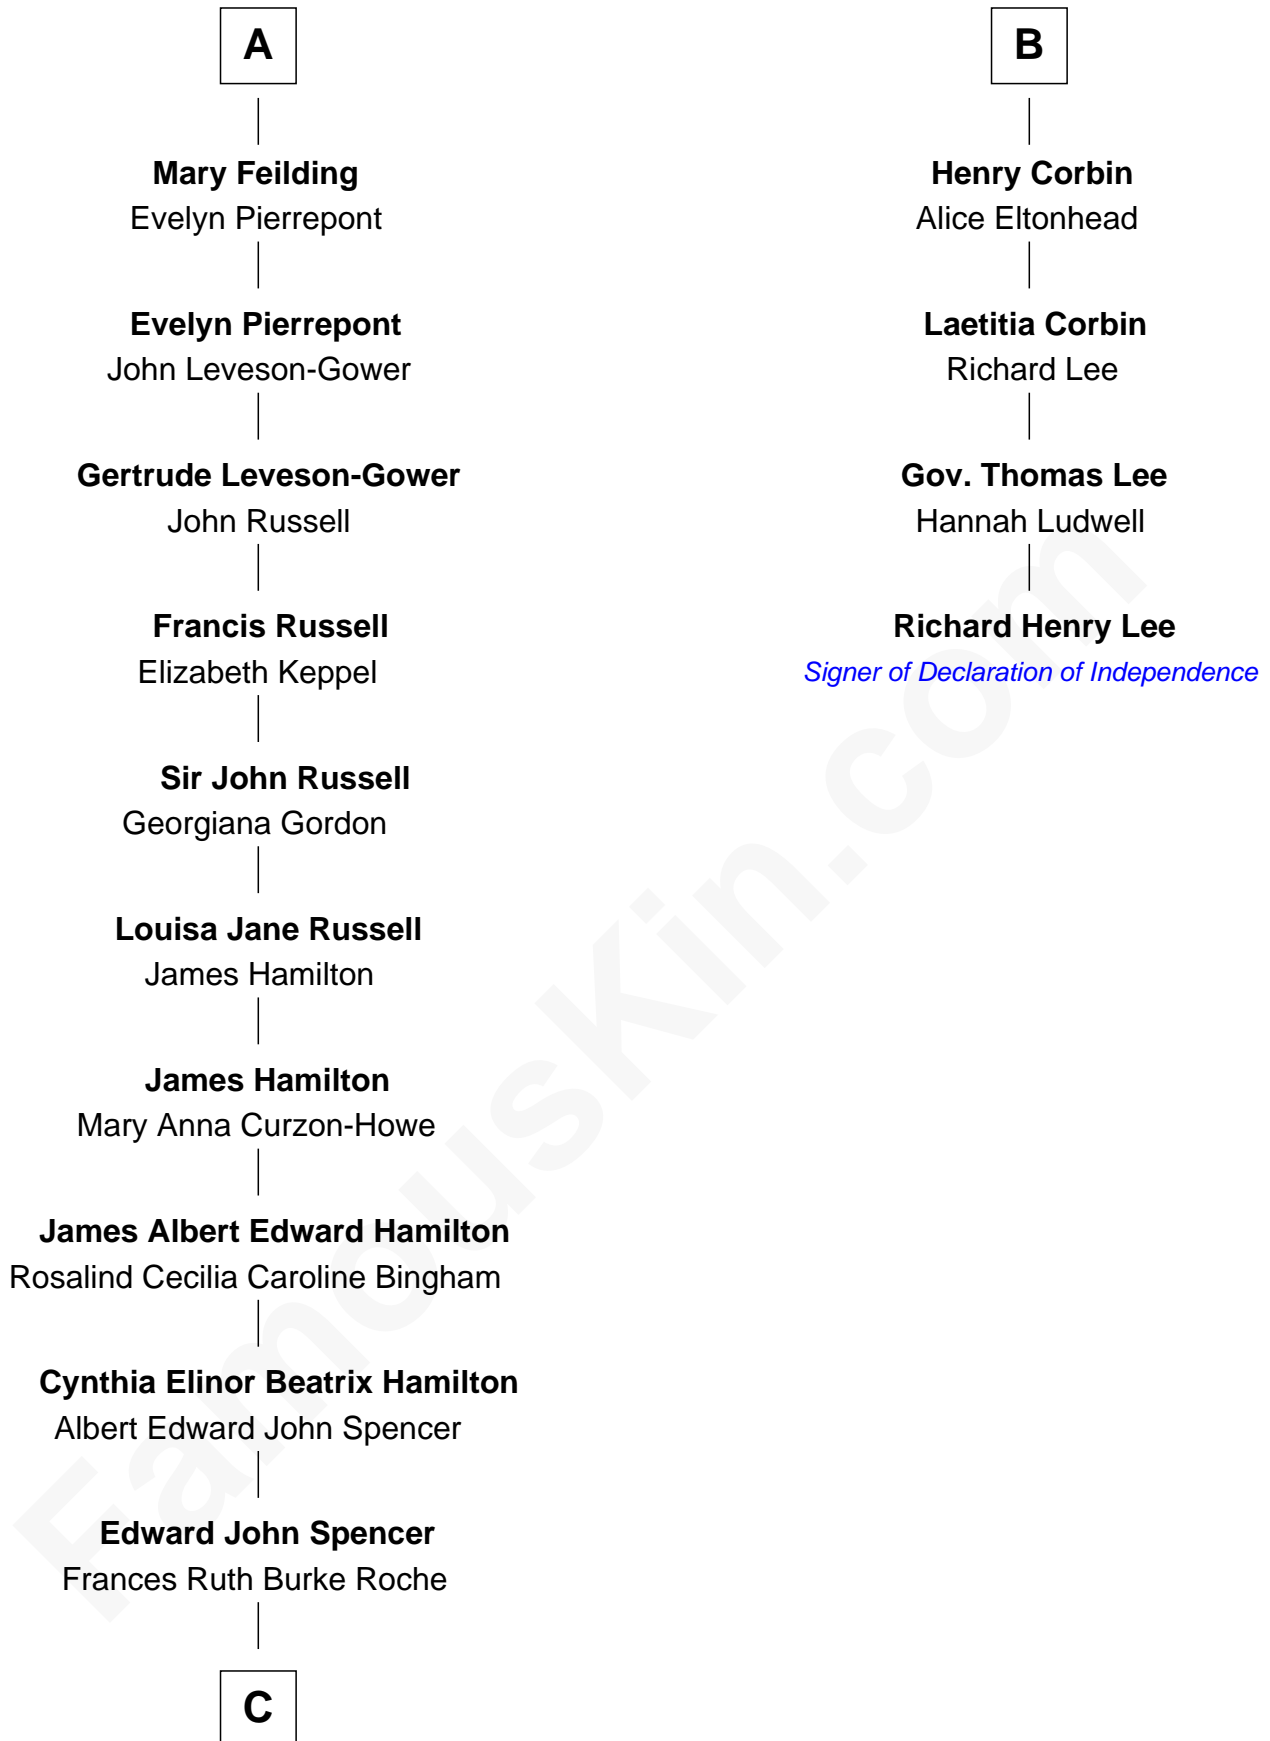 A
Mary Feilding
Evelyn Pierrepont
Evelyn Pierrepont
John Leveson-Gower
Gertrude Leveson-Gower
John Russell
Francis Russell
Elizabeth Keppel
Sir John Russell
Georgiana Gordon
Louisa Jane Russell
James Hamilton
James Hamilton
Mary Anna Curzon-Howe
James Albert Edward Hamilton
Rosalind Cecilia Caroline Bingham
Cynthia Elinor Beatrix Hamilton
Albert Edward John Spencer
Edward John Spencer
Frances Ruth Burke Roche
C
B
Henry Corbin
Alice Eltonhead
Laetitia Corbin
Richard Lee
Gov. Thomas Lee
Hannah Ludwell
Richard Henry Lee
Signer of Declaration of Independence
FamousKin.com